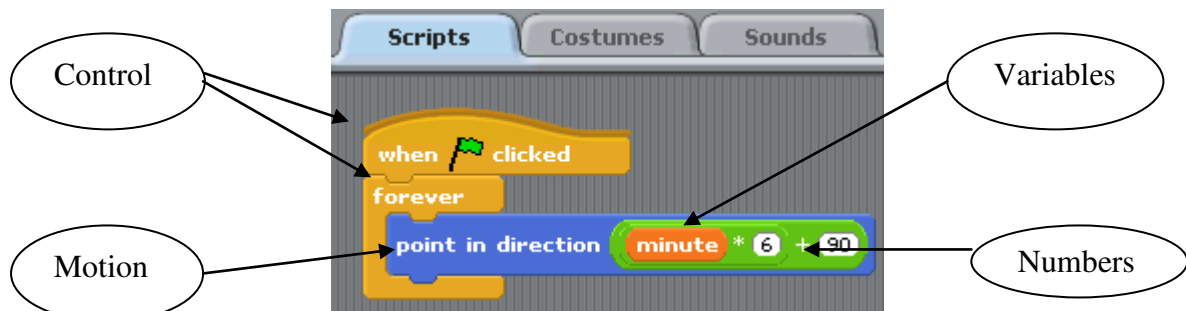 Scripts Costumes Sounds
Control
Variables
when clicked
forever
point in direction minute * 6 + 90
Motion
Numbers